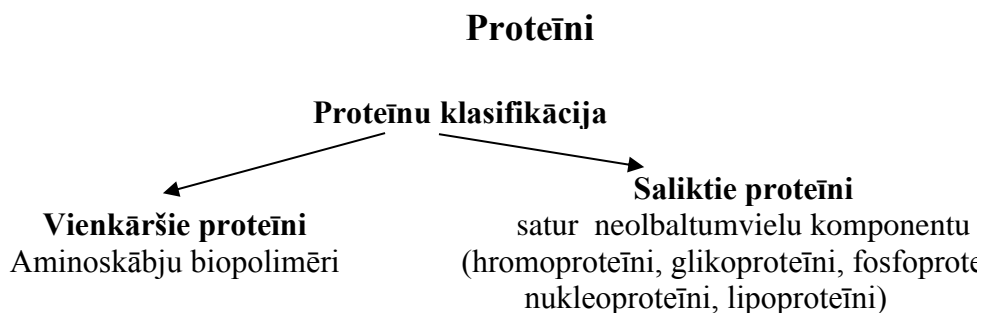 Proteīni
Proteīnu klasifikācija
Vienkāršie proteīni
Aminoskābju biopolimēri
Saliktie proteīni
satur neolbaltumvielu komponentu
(hromoproteīni, glikoproteīni,
nukleoproteīni, lipoproteīni)